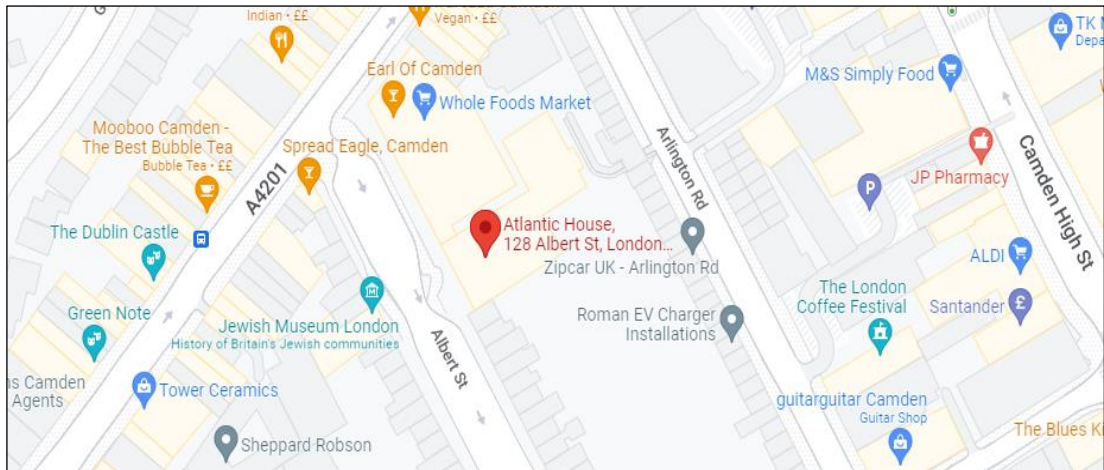 Indian • ££
Vegan • ££
TK
Depa
Earl Of Camden
Whole Foods Market
M&S Simply Food
Mooboo Camden -
The Best Bubble Tea
Bubble Tea • ££
Spread Eagle, Camden
A4201
Arlington Rd
Camden High St
JP Pharmacy
P
The Dublin Castle
Atlantic House,
128 Albert St, London...
Zipcar UK - Arlington Rd
ALDI
The London
Coffee Festival
Santander
£
Green Note
Jewish Museum London
History of Britain's Jewish communities
Roman EV Charger
Installations
Albert St
ns Camden
Agents
Tower Ceramics
guitarguitar Camden
Guitar Shop
The Blues Ki
Sheppard Robson